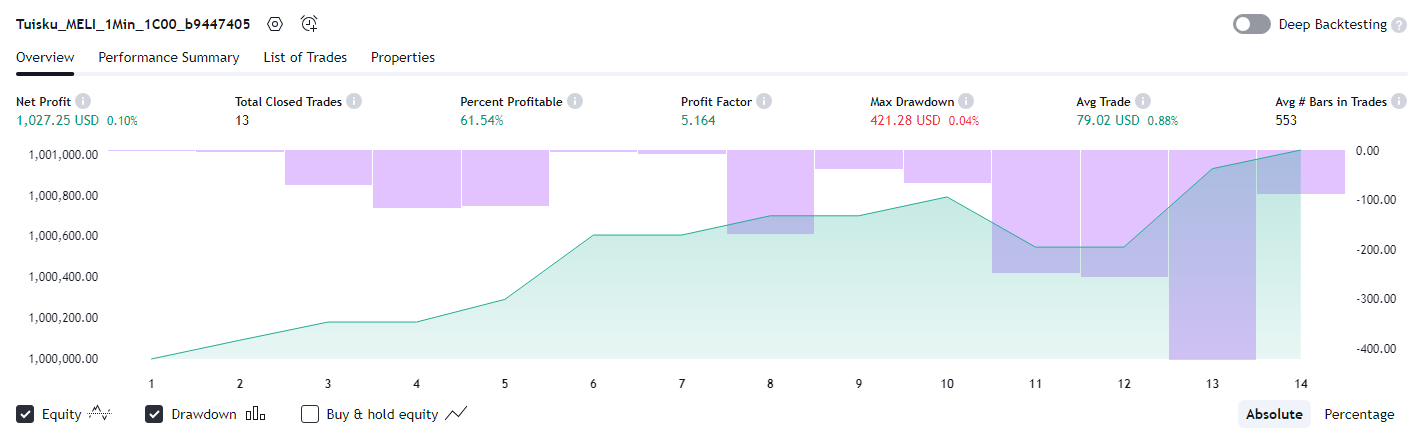 Tuisku_MELI_1Min_1C00_b9447405
Deep Backtesting ?
Overview Performance Summary List of Trades Properties
Net Profit Total Closed Trades Percent Profitable Profit Factor Max Drawdown Avg Trade Avg # Bars in Trades
1,027.25 USD 0.10% 13 61.54% 5.164 421.28 USD 0.04% 79.02 USD 0.88% 553
1,001,000.00 0.00
1,000,800.00 -100.00
1,000,600.00 -200.00
1,000,400.00 -300.00
1,000,200.00 -400.00
1,000,000.00
1 2 3 4 5 6 7 8 9 10 11 12 13 14
Equity Drawdown Buy & hold equity Absolute Percentage